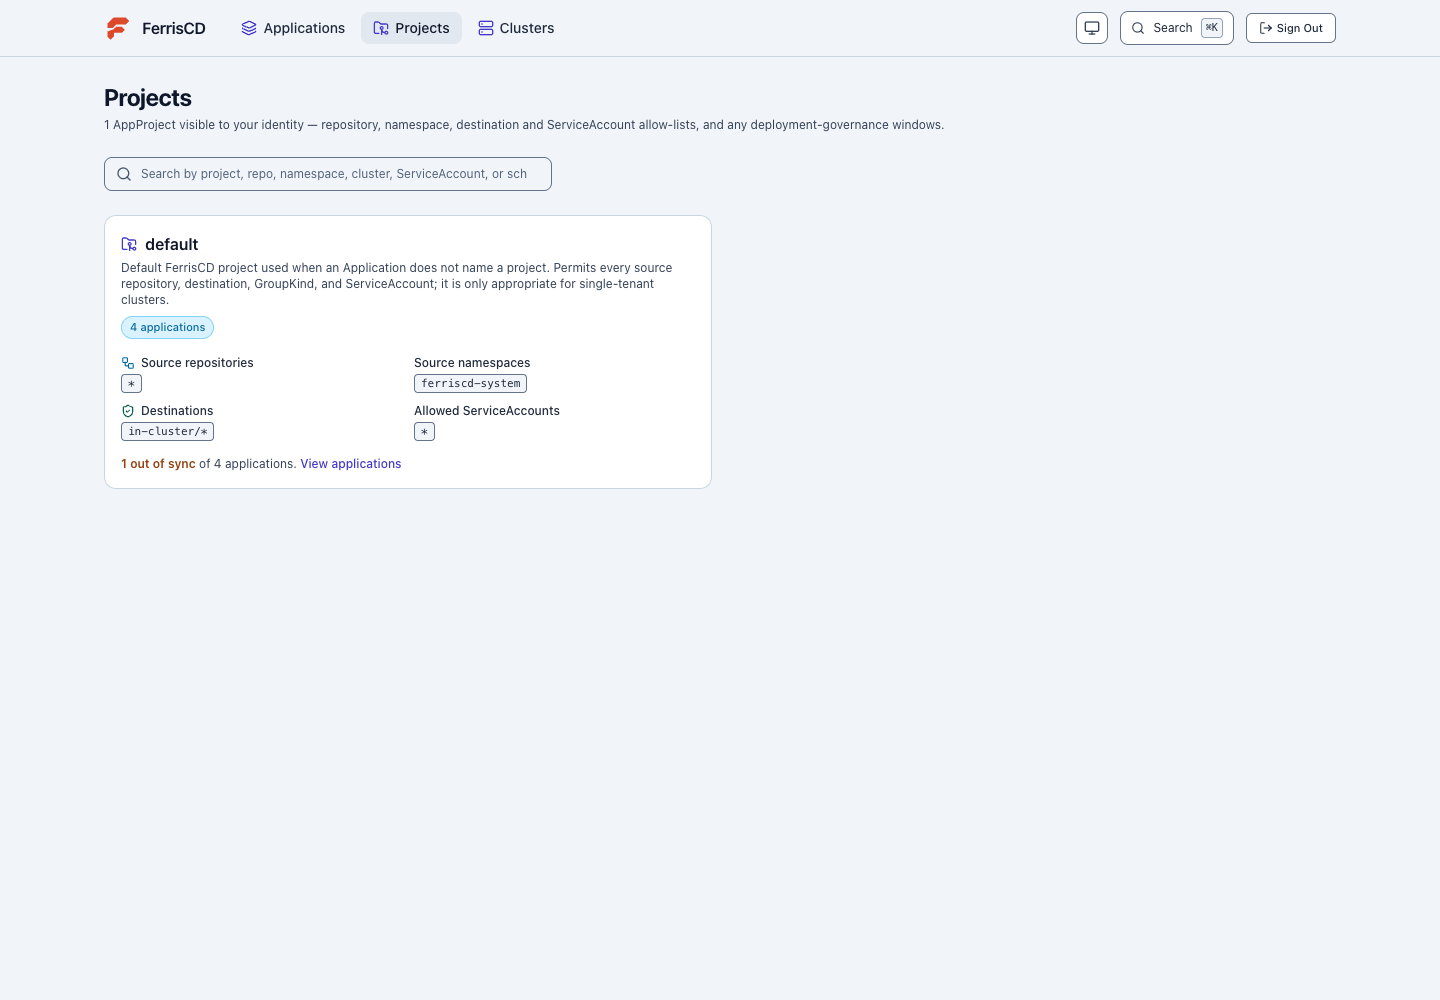 FerrisCD
Applications
Projects
Clusters
Search ⌘K
Sign Out
Projects
1 AppProject visible to your identity — repository, namespace, destination and ServiceAccount allow-lists, and any deployment-governance windows.
Search by project, repo, namespace, cluster, ServiceAccount, or sch
default
Default FerrisCD project used when an Application does not name a project. Permits every source
repository, destination, GroupKind, and ServiceAccount; it is only appropriate for single-tenant
clusters.
4 applications
Source repositories
*
Source namespaces
ferriscd-system
Destinations
in-cluster/*
Allowed ServiceAccounts
*
1 out of sync of 4 applications. View applications